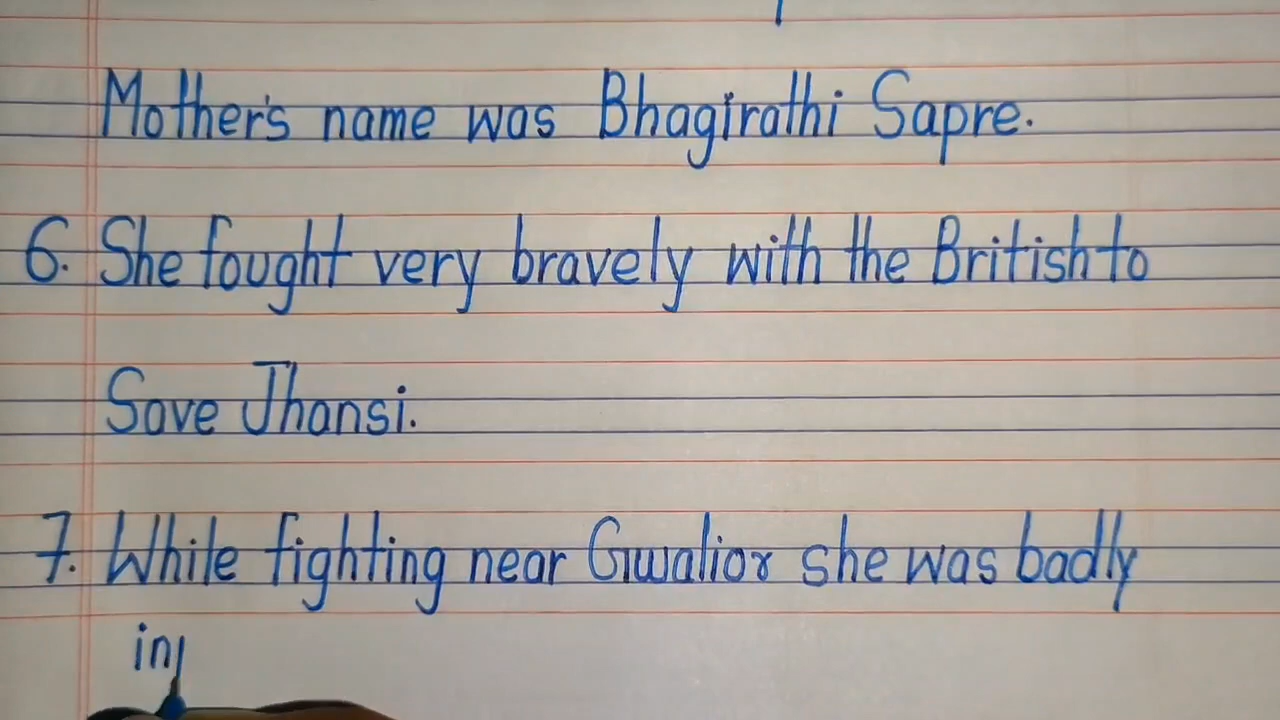 Mother's name was Bhagirathi Sapre.
6. She fought very bravely with the British to
Save Jhansi.
7. While fighting near Gwalior she was badly
inj